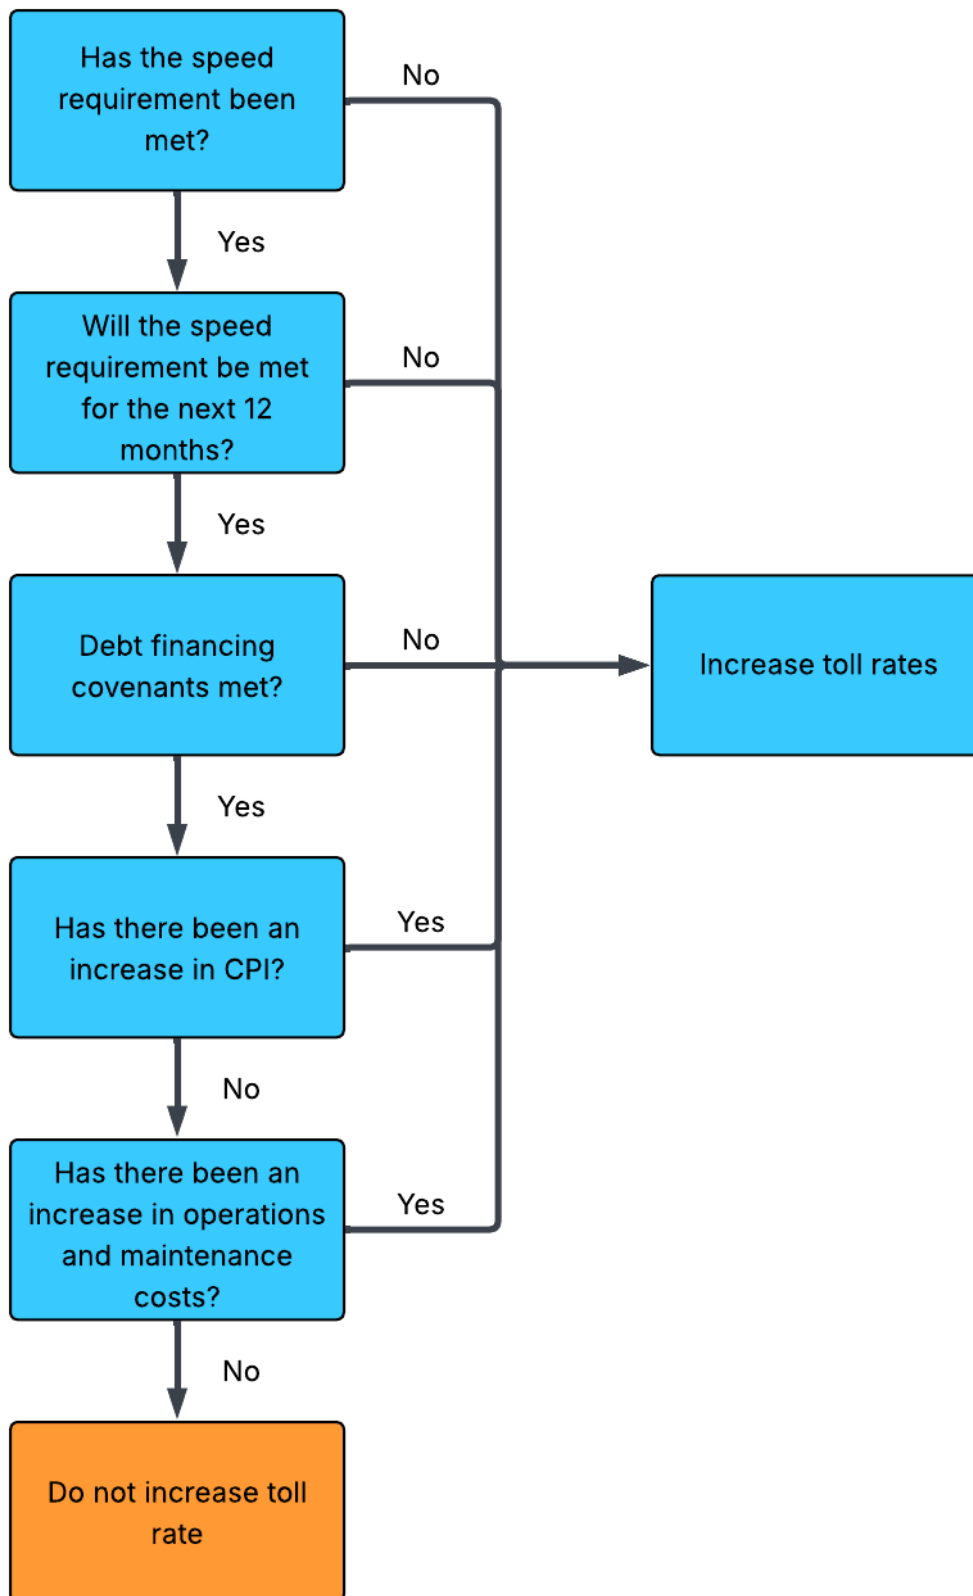 Has the speed
requirement been
met?
No
Yes
Will the speed
requirement be met
for the next 12
months?
No
Yes
Debt financing
covenants met?
No
Increase toll rates
Yes
Has there been an
increase in CPI?
Yes
No
Has there been an
increase in operations
and maintenance
costs?
Yes
No
Do not increase toll
rate